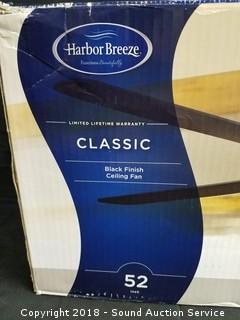 Harbor Breeze
LIMITED LIFETIME WARRANTY
CLASSIC
Black Finish
Ceiling Fan
52
Copyright 2018 - Sound Auction Service